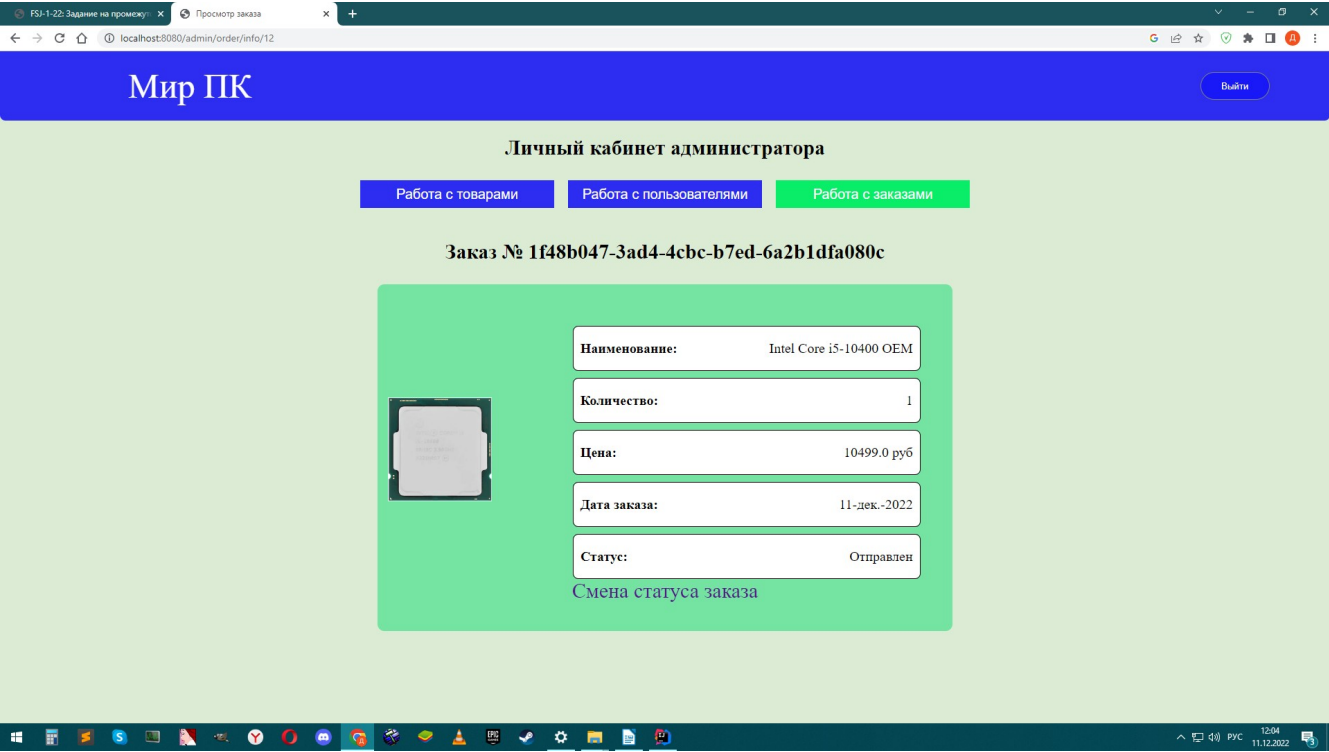 FSJ-1-22: Задание на промежут
Просмотр заказа
localhost:8080/admin/order/info/12
Д
Мир ПК
Выйти
Личный кабинет администратора
Работа с товарами
Работа с пользователями
Работа с заказами
Заказ № 1f48b047-3ad4-4cbc-b7ed-6a2b1dfa080c
Наименование: Intel Core i5-10400 OEM
Количество: 1
Цена: 10499.0 руб
Дата заказа: 11-дек.-2022
Статус: Отправлен
Смена статуса заказа
РУС
12:04
11.12.2022
3